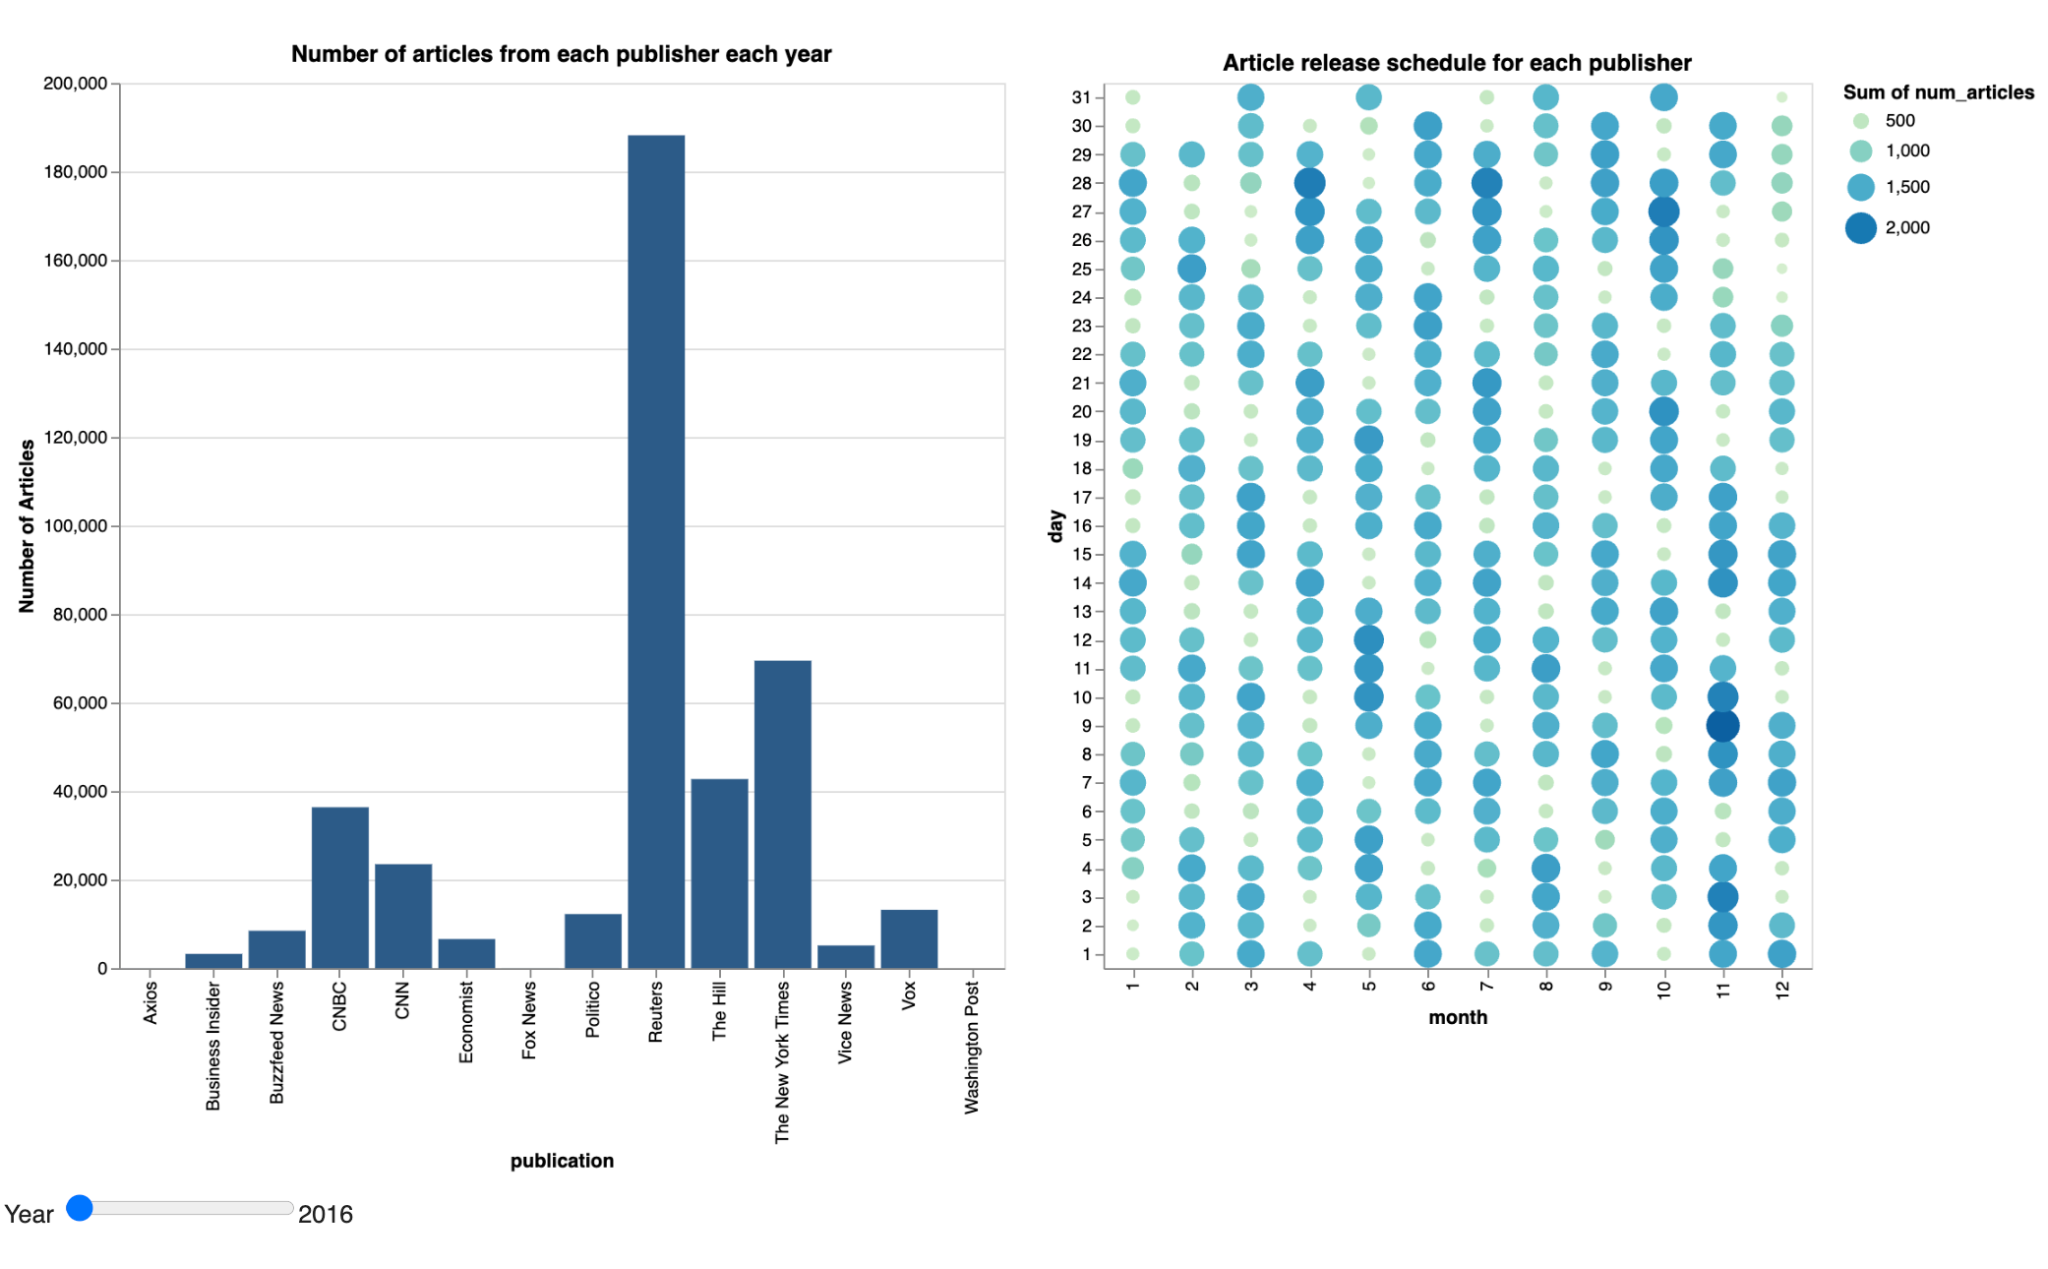 Number of articles from each publisher each year
200,000
180,000
160,000
140,000
120,000
100,000
80,000
60,000
40,000
20,000
0
Number of Articles
Axios
Business Insider
Buzzfeed News
CNBC
CNN
Economist
Fox News
Politico
Reuters
The Hill
The New York Times
Vice News
Vox
Washington Post
publication
Article release schedule for each publisher
31
30
29
28
27
26
25
24
23
22
21
20
19
18
17
16
15
14
13
12
11
10
9
8
7
6
5
4
3
2
1
day
1
2
3
4
5
6
7
8
9
10
11
12
month
Sum of num_articles
500
1,000
1,500
2,000
Year 2016